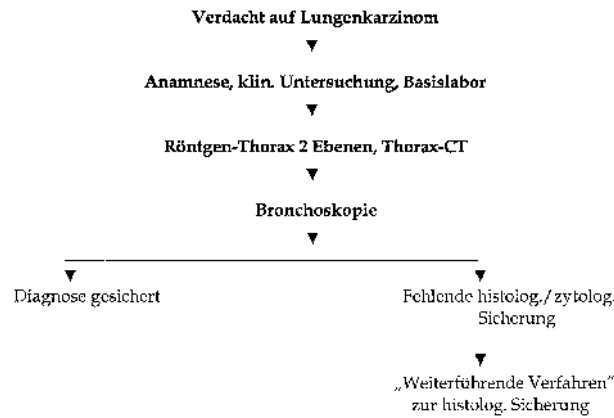 Verdacht auf Lungenkarzinom
Anamnese, klin. Untersuchung, Basislabor
Röntgen-Thorax 2 Ebenen, Thorax-CT
Bronchoskopie
Diagnose gesichert
Fehlende histolog./zytolog.
Sicherung
„Weiterführende Verfahren"
zur histolog. Sicherung